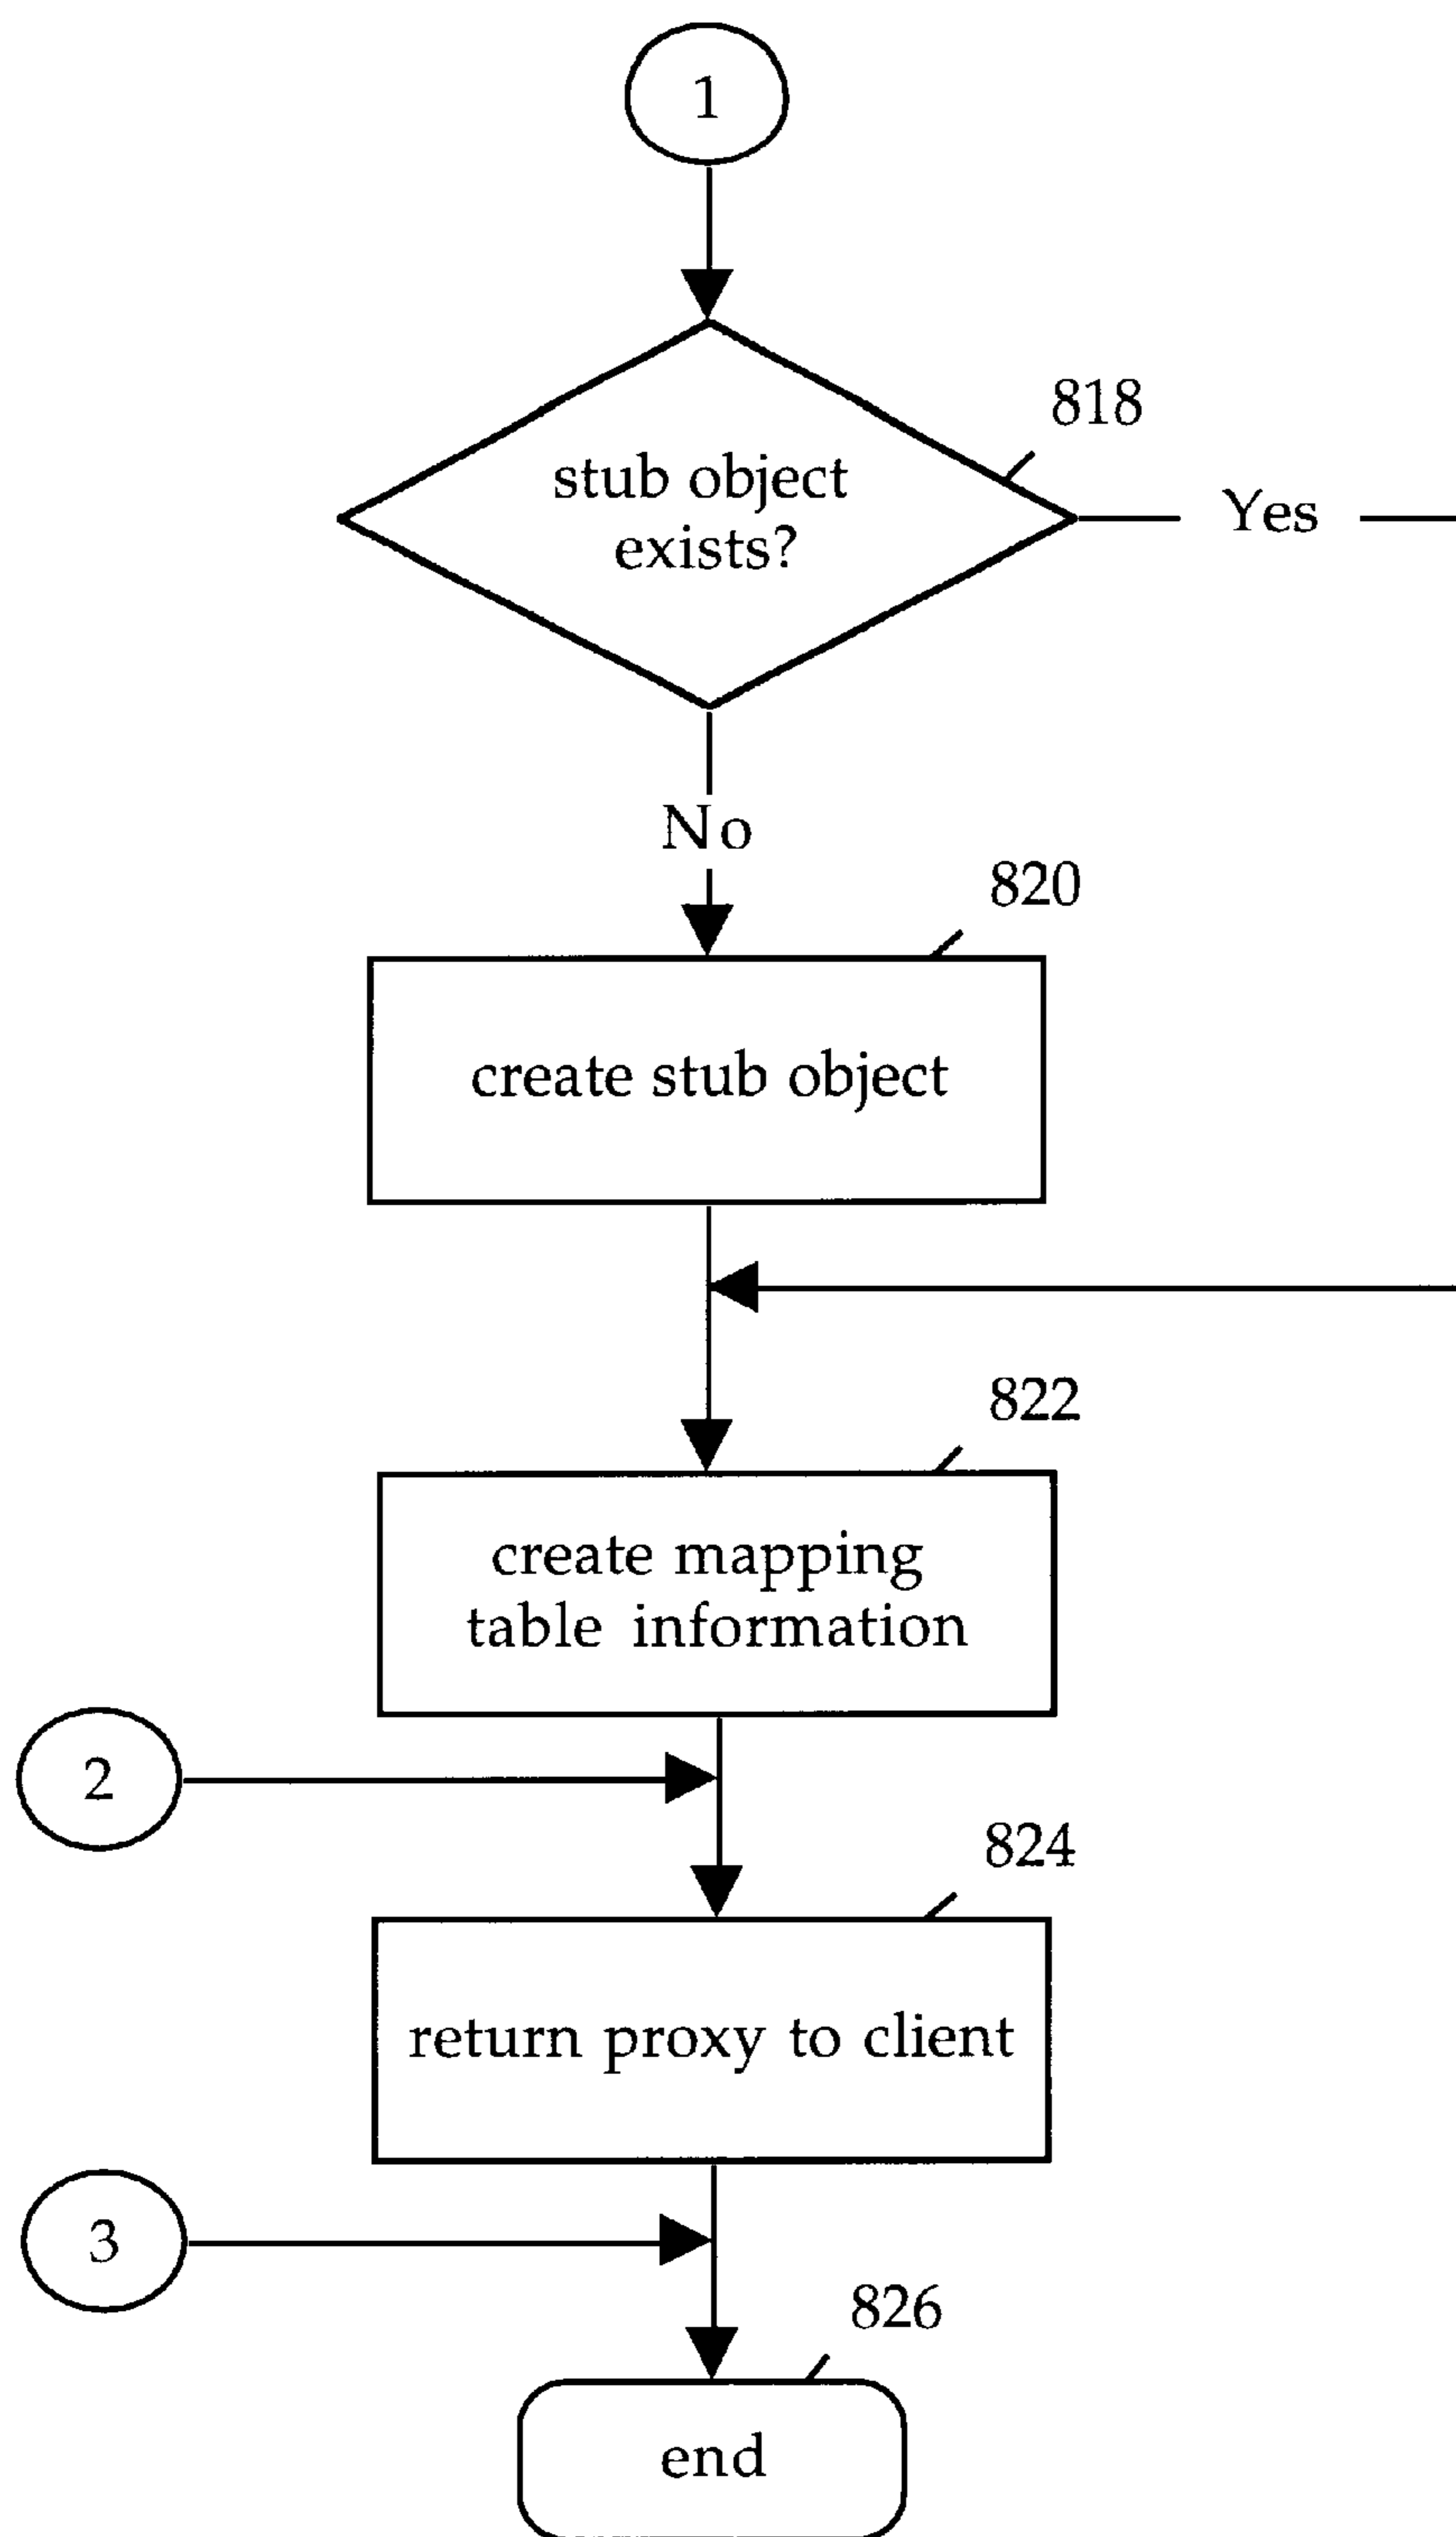 1
818
stub object
exists?
Yes
No
820
create stub object
822
create mapping
table information
2
824
return proxy to client
3
826
end